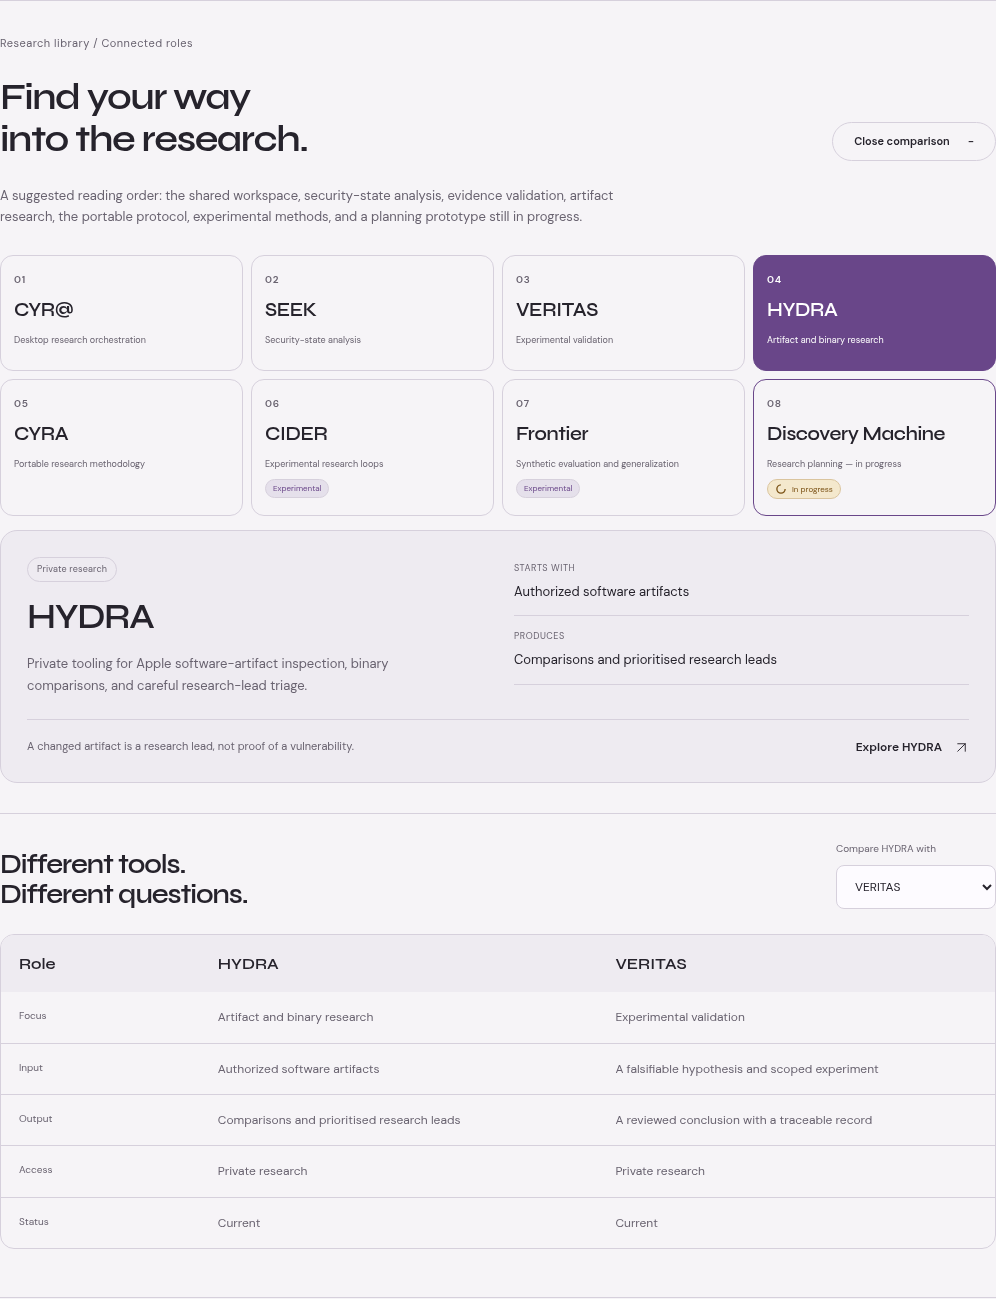 Research library / Connected roles
Find your way
into the research.
Close comparison –
A suggested reading order: the shared workspace, security-state analysis, evidence validation, artifact
research, the portable protocol, experimental methods, and a planning prototype still in progress.
01
CYR@
Desktop research orchestration
02
SEEK
Security-state analysis
03
VERITAS
Experimental validation
04
HYDRA
Artifact and binary research
05
CYRA
Portable research methodology
06
CIDER
Experimental research loops
Experimental
07
Frontier
Synthetic evaluation and generalization
Experimental
08
Discovery Machine
Research planning — in progress
In progress
Private research
HYDRA
Private tooling for Apple software-artifact inspection, binary
comparisons, and careful research-lead triage.
STARTS WITH
Authorized software artifacts
PRODUCES
Comparisons and prioritised research leads
A changed artifact is a research lead, not proof of a vulnerability.
Explore HYDRA
Different tools.
Different questions.
Compare HYDRA with
VERITAS
Role HYDRA VERITAS
Focus Artifact and binary research Experimental validation
Input Authorized software artifacts A falsifiable hypothesis and scoped experiment
Output Comparisons and prioritised research leads A reviewed conclusion with a traceable record
Access Private research Private research
Status Current Current